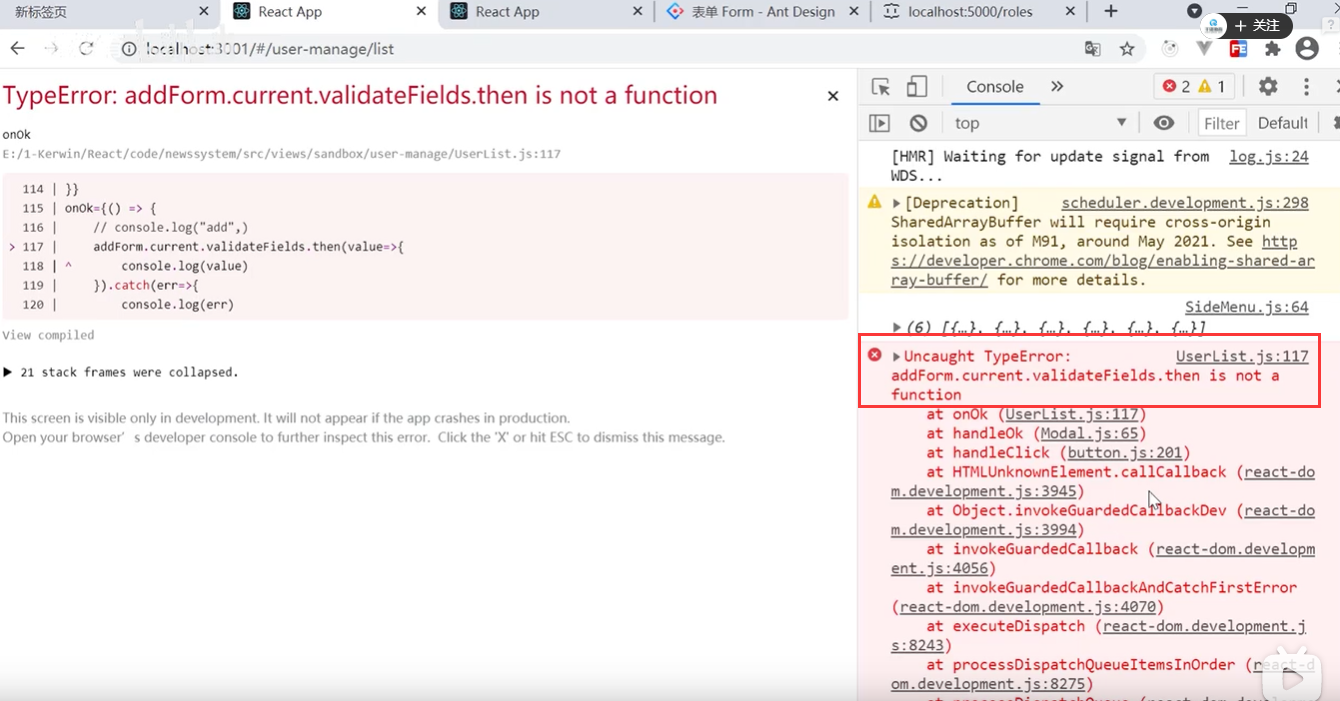 新标签页
React App
React App
表单 Form - Ant Design
localhost:5000/roles
+ 关注
localhost:3001/#/user-manage/list
TypeError: addForm.current.validateFields.then is not a function
onOk
E:/1-Kerwin/React/code/newssystem/src/views/sandbox/user-manage/UserList.js:117
114 | }}
115 | onOk={() => {
116 | // console.log("add",)
> 117 | addForm.current.validateFields.then(value=>{
118 | ^ console.log(value)
119 | }).catch(err=>{
120 | console.log(err)
View compiled
▶ 21 stack frames were collapsed.
This screen is visible only in development. It will not appear if the app crashes in production.
Open your browser's developer console to further inspect this error. Click the 'X' or hit ESC to dismiss this message.
Console » 2 1
top Filter Default
[HMR] Waiting for update signal from log.js:24
WDS...
▶[Deprecation] scheduler.development.js:298
SharedArrayBuffer will require cross-origin
isolation as of M91, around May 2021. See http
s://developer.chrome.com/blog/enabling-shared-ar
ray-buffer/ for more details.
SideMenu.js:64
▶(6) [{…}, {…}, {…}, {…}, {…}, {…}]
▶Uncaught TypeError: UserList.js:117
addForm.current.validateFields.then is not a
function
at onOk (UserList.js:117)
at handleOk (Modal.js:65)
at handleClick (button.js:201)
at HTMLUnknownElement.callCallback (react-do
m.development.js:3945)
at Object.invokeGuardedCallbackDev (react-do
m.development.js:3994)
at invokeGuardedCallback (react-dom.developm
ent.js:4056)
at invokeGuardedCallbackAndCatchFirstError
(react-dom.development.js:4070)
at executeDispatch (react-dom.development.j
s:8243)
at processDispatchQueueItemsInOrder (react-d
om.development.js:8275)